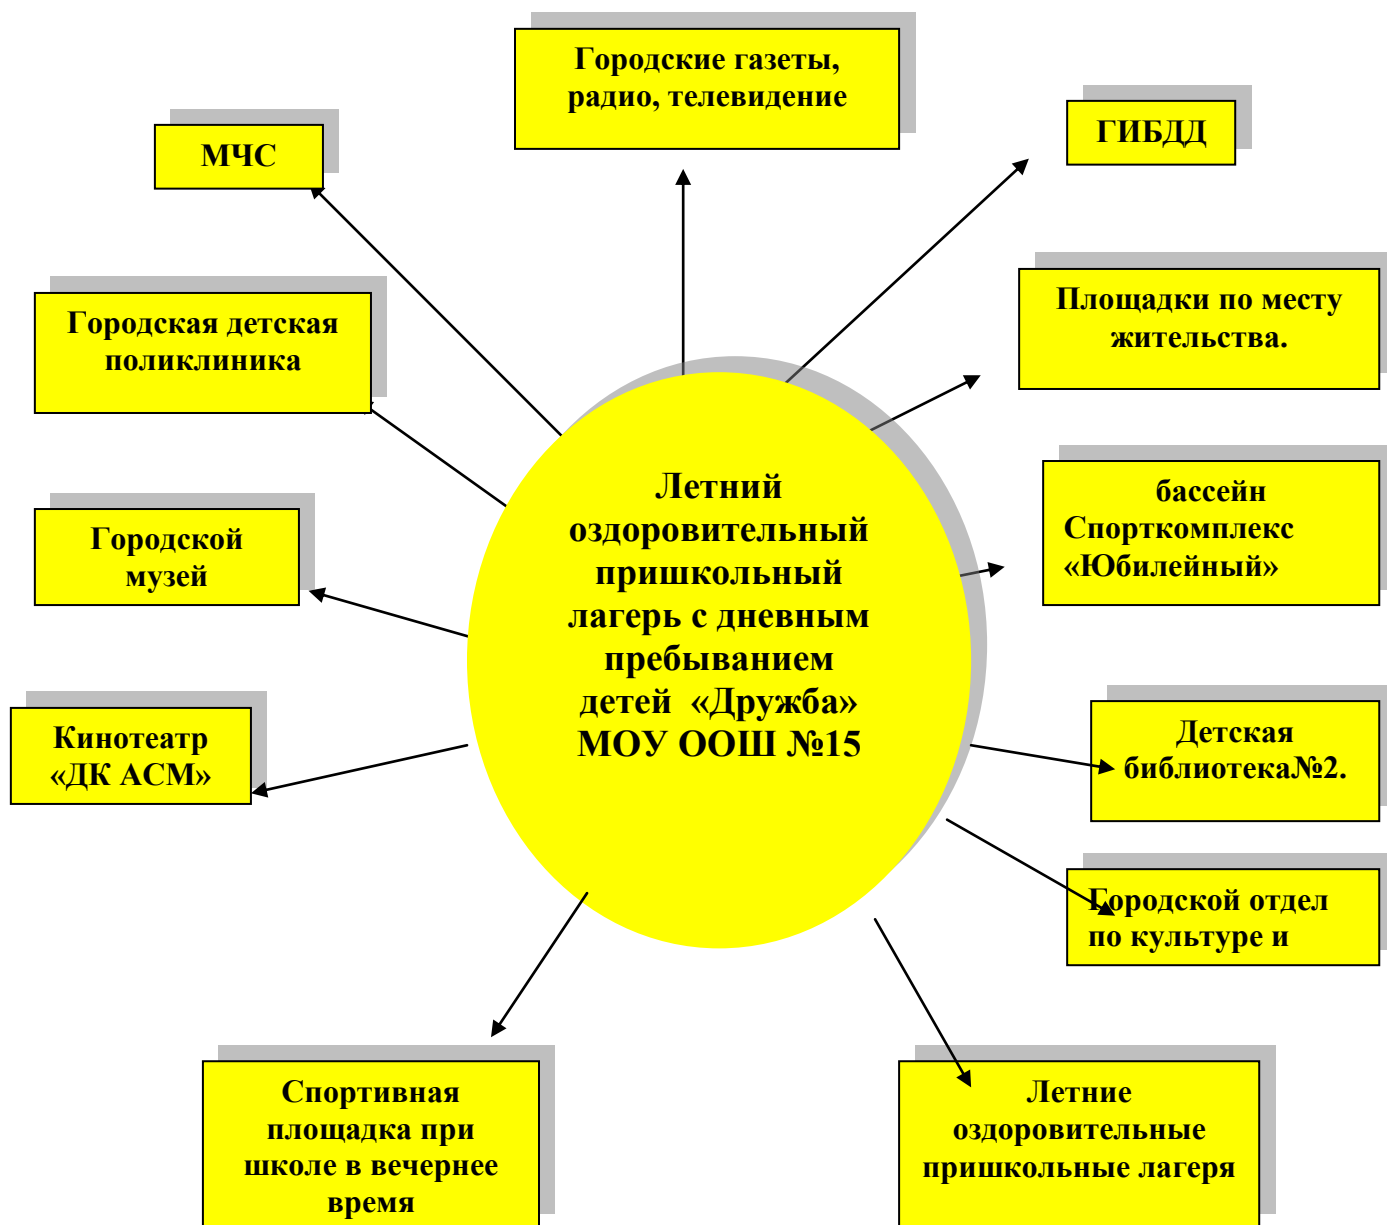 Городские газеты,
радио, телевидение
ГИБДД
МЧС
Площадки по месту
жительства.
Городская детская
поликлиника
бассейн
Спорткомплекс
«Юбилейный»
Летний
оздоровительный
пришкольный
лагерь с дневным
пребыванием
детей «Дружба»
МОУ ООШ №15
Городской
музей
Кинотеатр
«ДК АСМ»
Детская
библиотека№2.
Городской отдел
по культуре и
Спортивная
площадка при
школе в вечернее
время
Летние
оздоровительные
пришкольные лагеря